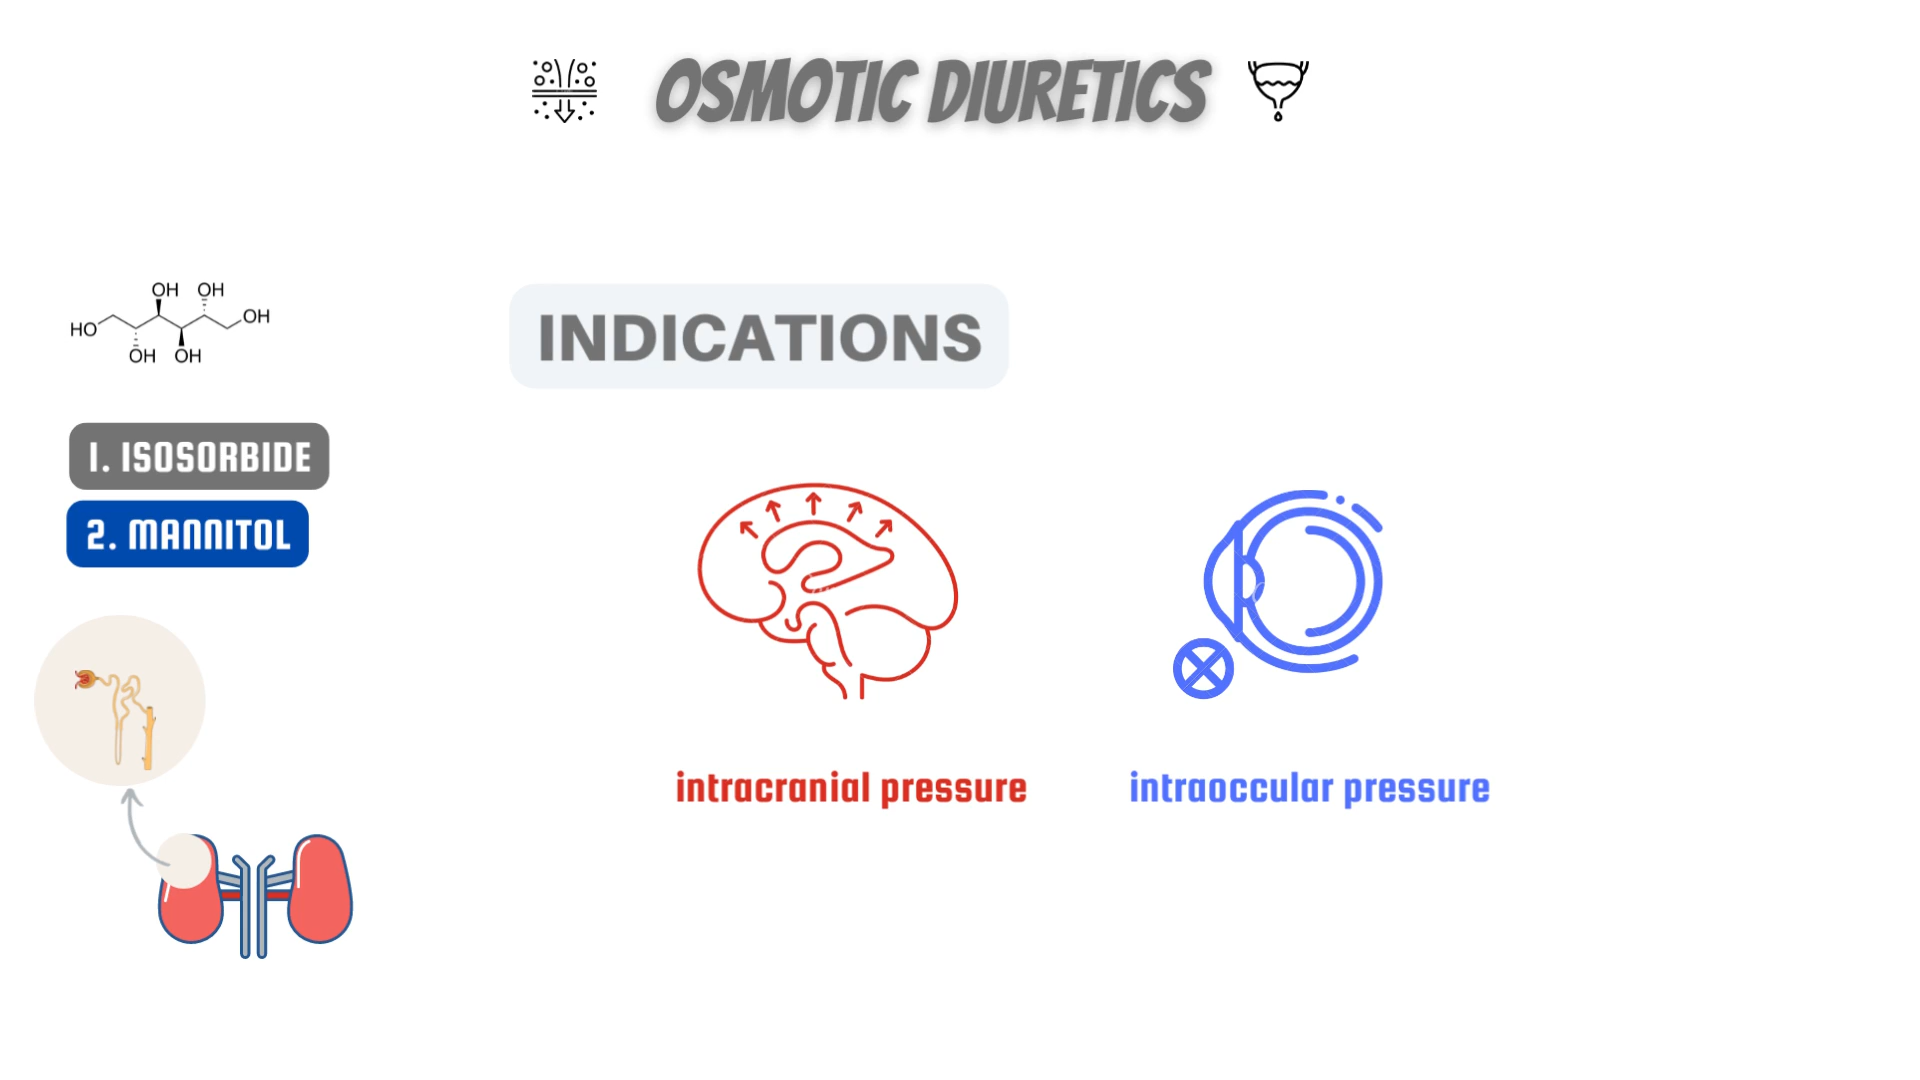 OSMOTIC DIURETICS
OH OH
HO OH
OH OH
INDICATIONS
1. ISOSORBIDE
2. MANNITOL
intracranial pressure
intraoccular pressure